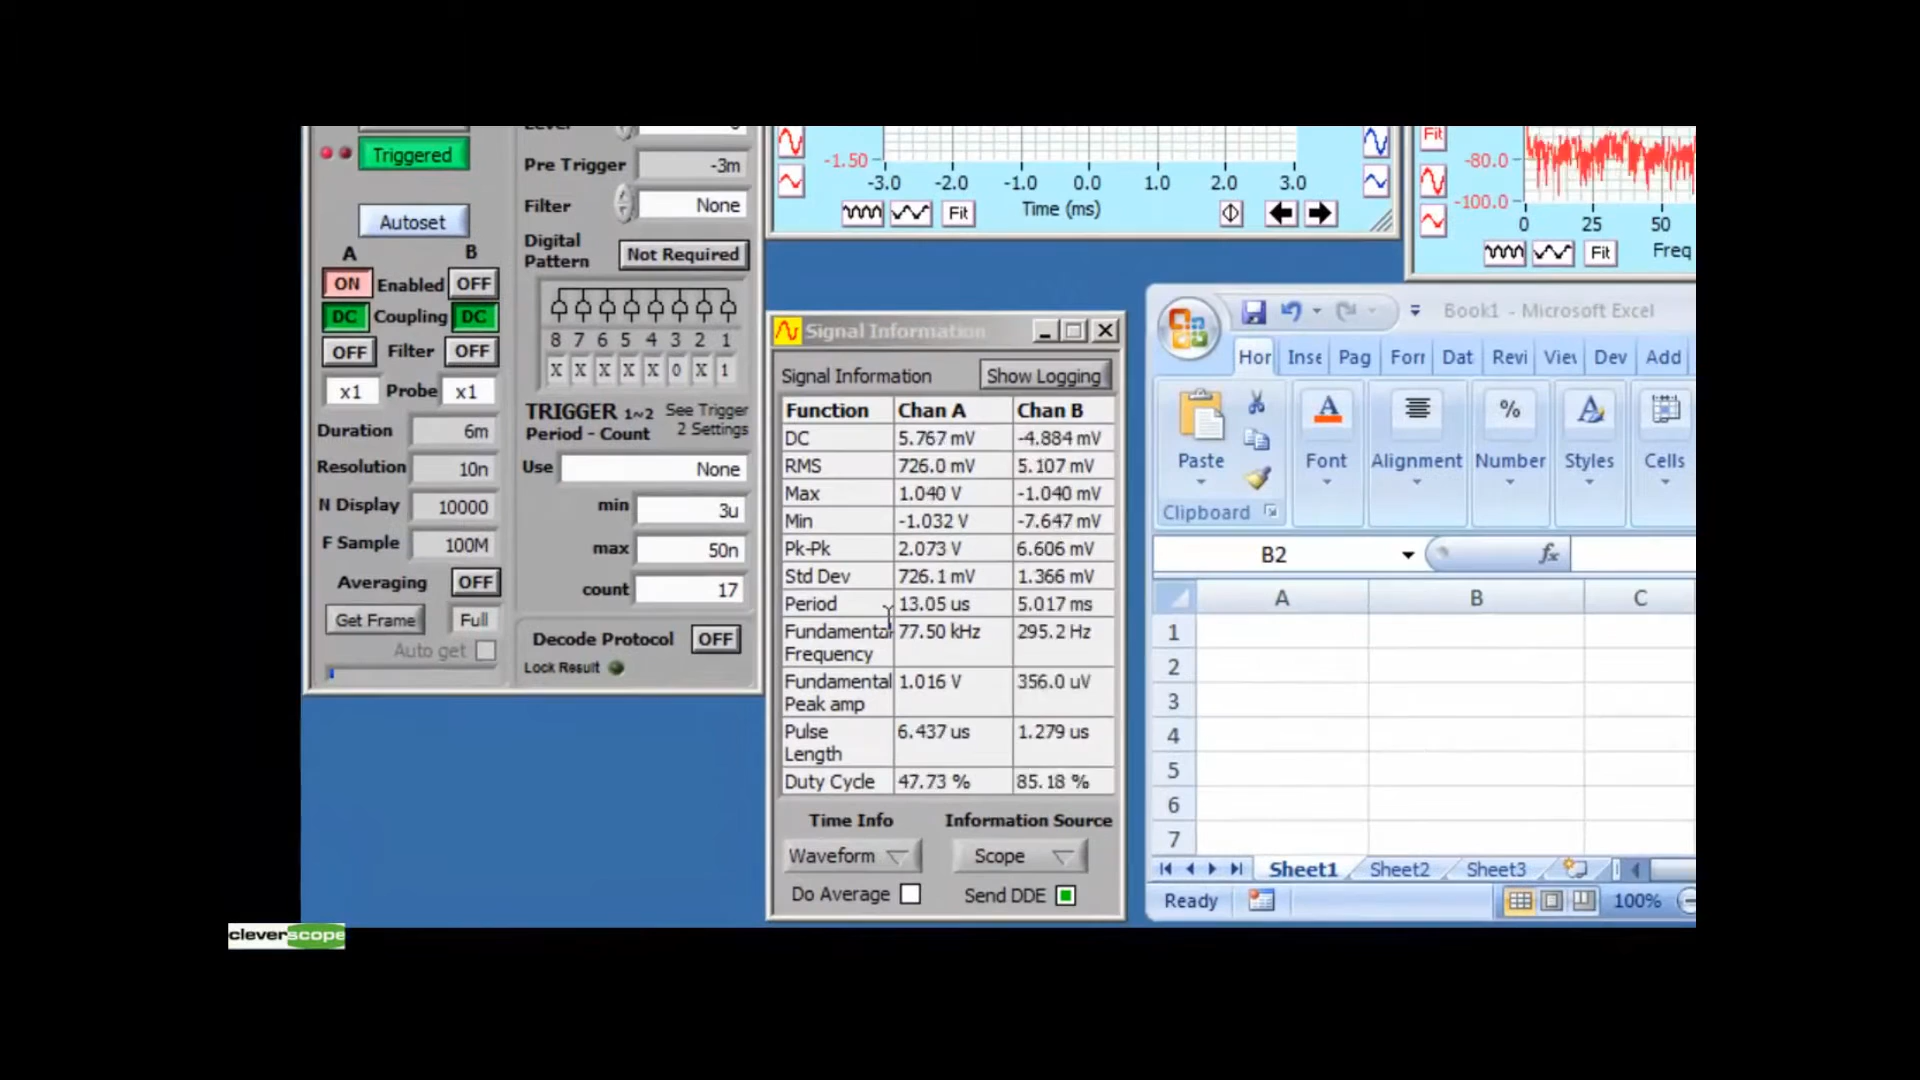 Triggered
Autoset
A B
ON Enabled OFF
DC Coupling DC
OFF Filter OFF
x1 Probe x1
Duration 6m
Resolution 10n
N Display 10000
F Sample 100M
Averaging OFF
Get Frame Full
Auto get
Pre Trigger -3m
Filter None
Digital
Pattern
Not Required
8 7 6 5 4 3 2 1
X X X X X 0 X 1
TRIGGER 1~2
Period - Count
See Trigger
2 Settings
Use None
min 3u
max 50n
count 17
Decode Protocol OFF
Lock Result
-1.50
-3.0 -2.0 -1.0 0.0 1.0 2.0 3.0
Fit Time (ms)
Fit
-80.0
-100.0
0 25 50
Fit Freq
Signal Information
Signal Information Show Logging
Function Chan A Chan B
DC 5.767 mV -4.884 mV
RMS 726.0 mV 5.107 mV
Max 1.040 V -1.040 mV
Min -1.032 V -7.647 mV
Pk-Pk 2.073 V 6.606 mV
Std Dev 726.1 mV 1.366 mV
Period 13.05 us 5.017 ms
Fundamental 77.50 kHz 295.2 Hz
Frequency
Fundamental 1.016 V 356.0 uV
Peak amp
Pulse 6.437 us 1.279 us
Length
Duty Cycle 47.73 % 85.18 %
Time Info Information Source
Waveform Scope
Do Average Send DDE
Book1 - Microsoft Excel
Hor Inse Pag Forr Dat Revi Viev Dev Add
Paste Font Alignment Number Styles Cells
%
Clipboard
B2 fx
A B C
1
2
3
4
5
6
7
Sheet1 Sheet2 Sheet3
Ready 100%
cleverscope